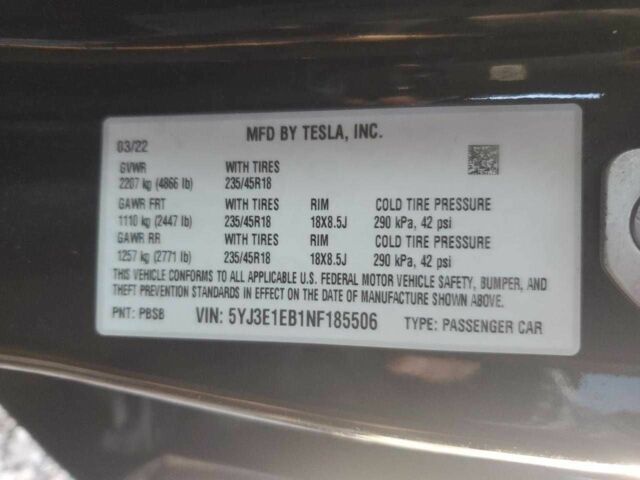 MFD BY TESLA, INC.
03/22
GVWR WITH TIRES
2207 kg (4866 lb) 235/45R18
GAWR FRT WITH TIRES RIM COLD TIRE PRESSURE
1110 kg (2447 lb) 235/45R18 18X8.5J 290 kPa, 42 psi
GAWR RR WITH TIRES RIM COLD TIRE PRESSURE
1257 kg (2771 lb) 235/45R18 18X8.5J 290 kPa, 42 psi
THIS VEHICLE CONFORMS TO ALL APPLICABLE U.S. FEDERAL MOTOR VEHICLE SAFETY, BUMPER, AND
THEFT PREVENTION STANDARDS IN EFFECT ON THE DATE OF MANUFACTURE SHOWN ABOVE.
PNT: PBSB VIN: 5YJ3E1EB1NF185506 TYPE: PASSENGER CAR